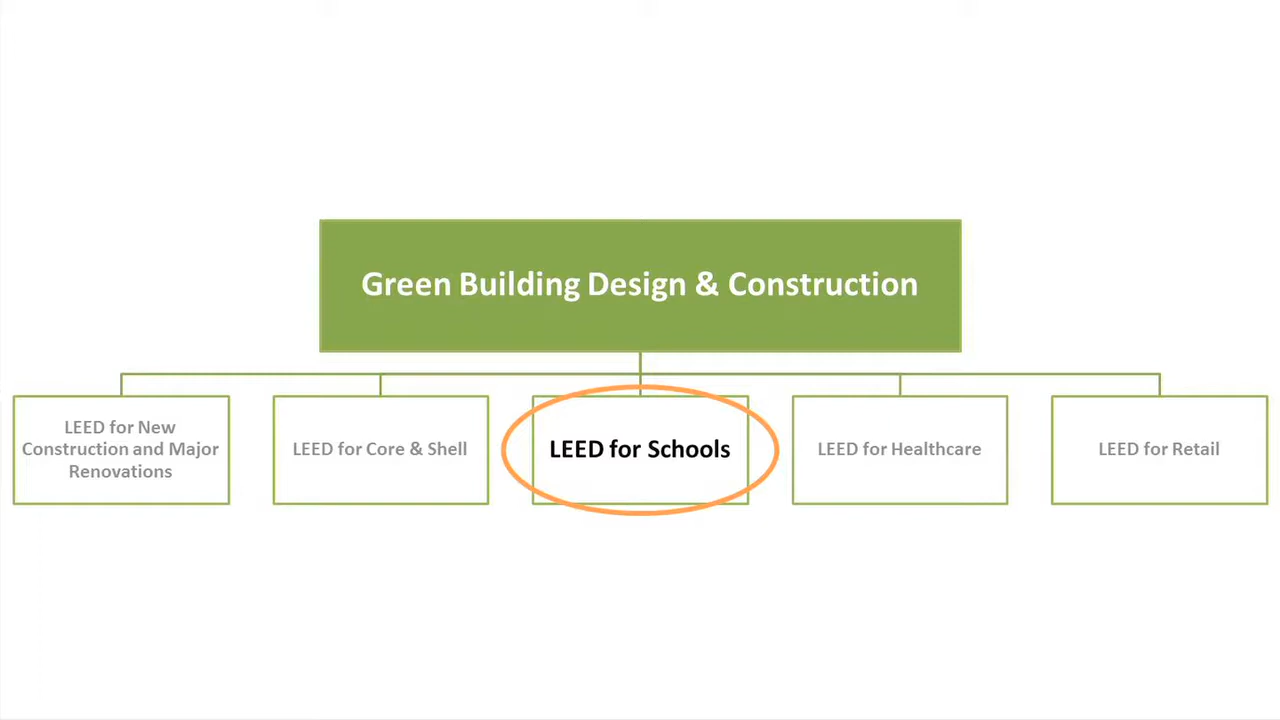 Green Building Design & Construction
LEED for New
Construction and Major
Renovations
LEED for Core & Shell
LEED for Schools
LEED for Healthcare
LEED for Retail